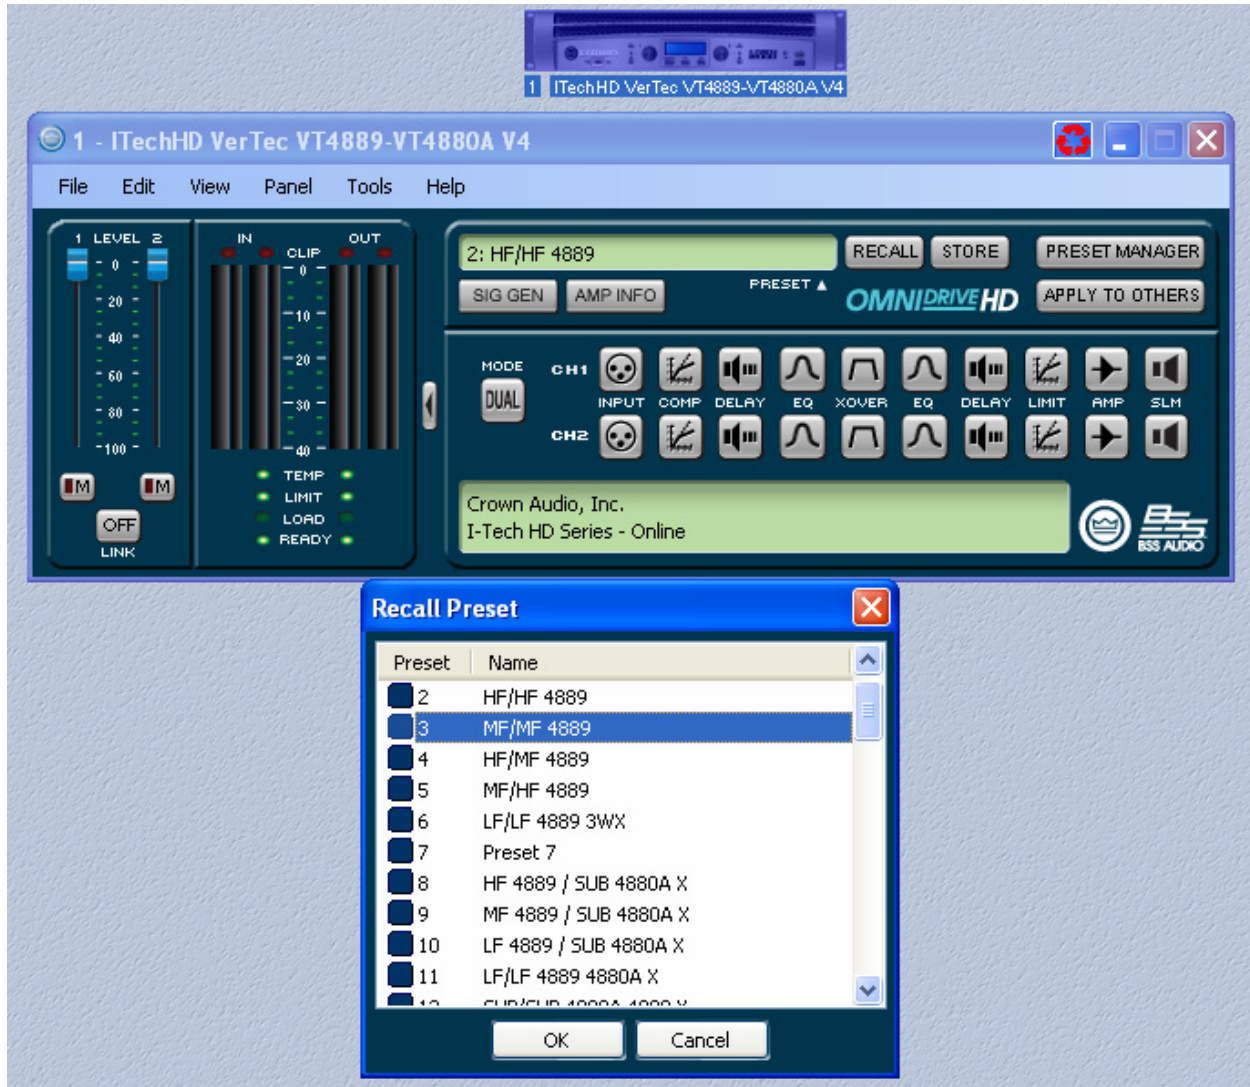 1 ITechHD VerTec VT4889-VT4880A V4
1 - ITechHD VerTec VT4889-VT4880A V4
File Edit View Panel Tools Help
1 LEVEL 2
0
20
40
60
80
100
M M
OFF
LINK
IN OUT
CLIP
0
10
20
30
40
TEMP
LIMIT
LOAD
READY
2: HF/HF 4889
RECALL STORE PRESET MANAGER
SIG GEN AMP INFO PRESET ▲ OMNIDRIVEHD APPLY TO OTHERS
MODE
DUAL
CH1
INPUT COMP DELAY EQ XOVER EQ DELAY LIMIT AMP SLM
CH2
Crown Audio, Inc.
I-Tech HD Series - Online
BSS
BSS AUDIO
Recall Preset
Preset Name
2 HF/HF 4889
3 MF/MF 4889
4 HF/MF 4889
5 MF/HF 4889
6 LF/LF 4889 3WX
7 Preset 7
8 HF 4889 / SUB 4880A X
9 MF 4889 / SUB 4880A X
10 LF 4889 / SUB 4880A X
11 LF/LF 4889 4880A X
OK Cancel